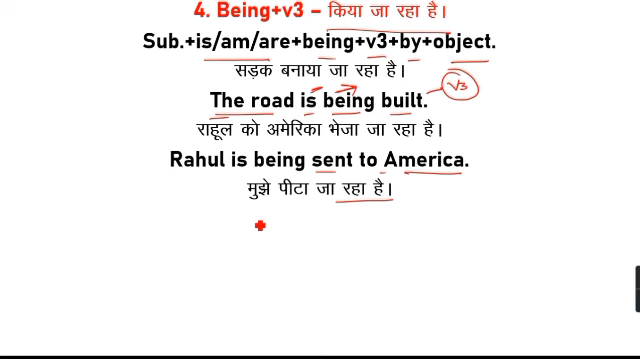 4. Being+v3 – किया जा रहा है।
Sub.+is/am/are+being+v3+by+object.
सड़क बनाया जा रहा है।
The road is being built. V3
राहूल को अमेरिका भेजा जा रहा है।
Rahul is being sent to America.
मुझे पीटा जा रहा है।